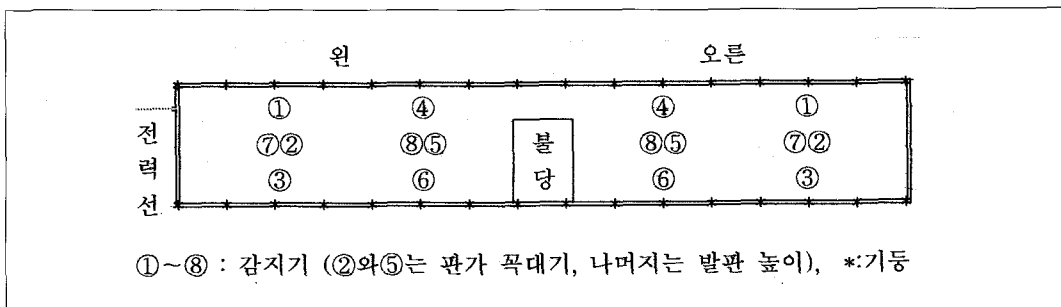 왼 오른
① ④ ④ ①
전력선 ⑦② ⑧⑤ 불당 ⑧⑤ ⑦②
③ ⑥ ⑥ ③
①~⑧ : 감지기 (②와⑤는 판가 꼭대기, 나머지는 발판 높이), *:기둥